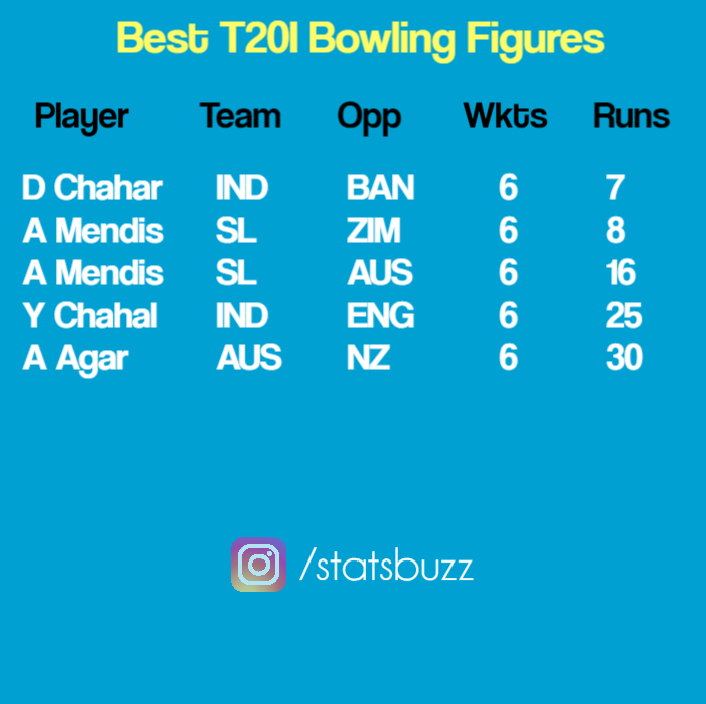 Best T20I Bowling Figures
Player Team Opp Wkts Runs
D Chahar IND BAN 6 7
A Mendis SL ZIM 6 8
A Mendis SL AUS 6 16
Y Chahal IND ENG 6 25
A Agar AUS NZ 6 30
/statsbuzz